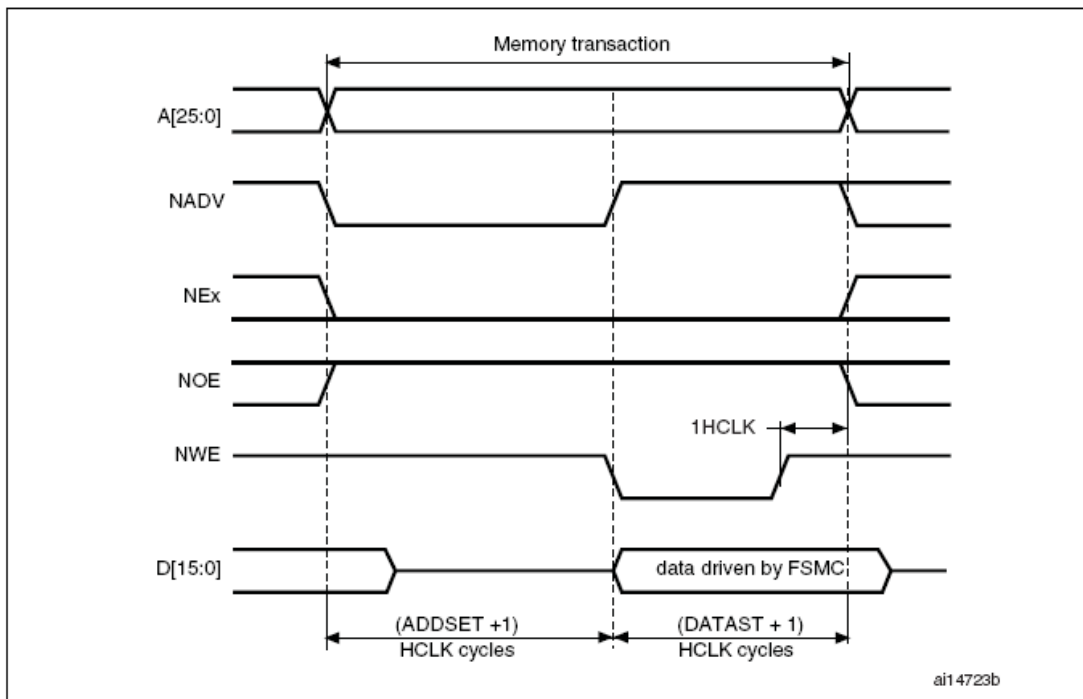 Memory transaction
A[25:0]
NADV
NEx
NOE
1HCLK
NWE
D[15:0]
data driven by FSMC
(ADDSET +1)
HCLK cycles
(DATAST + 1)
HCLK cycles
ai14723b